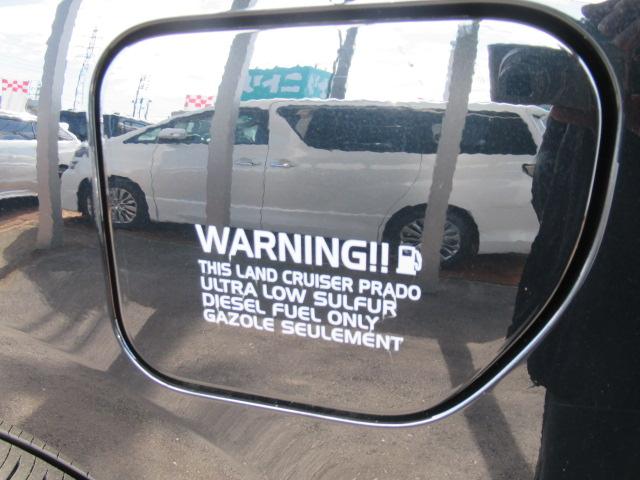 WARNING!!
THIS LAND CRUISER PRADO
ULTRA LOW SULFUR
DIESEL FUEL ONLY
GAZOLE SEULEMENT